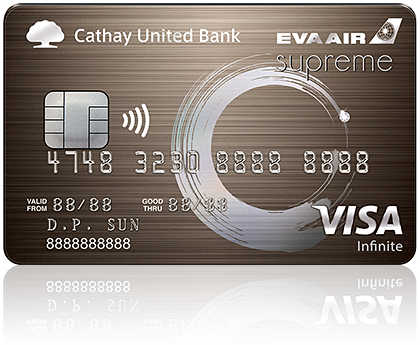 Cathay United Bank
EVA AIR
supreme
4748 3230 8888 8888
VALID FROM 88/88 GOOD THRU 88/88
D.P. SUN
8888888888
VISA
Infinite